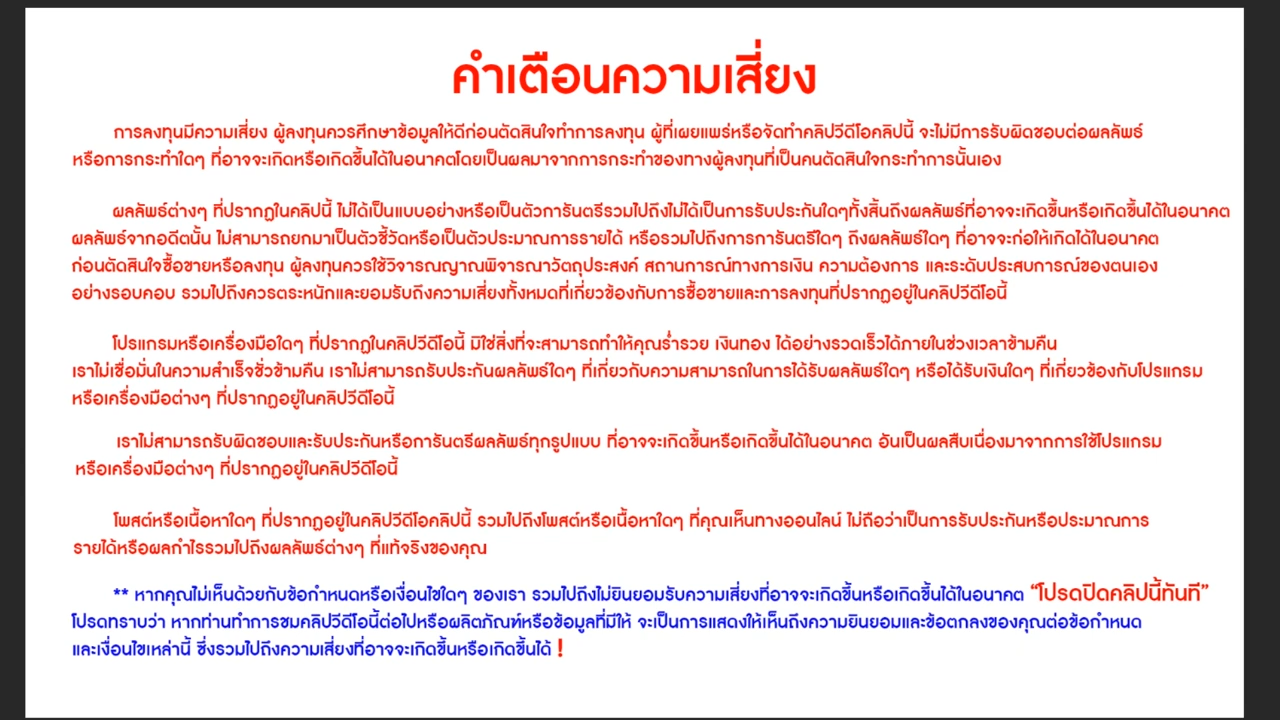 คำเตือนความเสี่ยง
การลงทุนมีความเสี่ยง ผู้ลงทุนควรศึกษาข้อมูลให้ดีก่อนตัดสินใจทำการลงทุน ผู้ที่เผยแพร่หรือจัดทำคลิปวีดีโอคลิปนี้ จะไม่มีการรับผิดชอบต่อผลลัพธ์
หรือการกระทำใดๆ ที่อาจจะเกิดหรือเกิดขึ้นได้ในอนาคตโดยเป็นผลมาจากการกระทำของทางผู้ลงทุนที่เป็นคนตัดสินใจกระทำการนั้นเอง
ผลลัพธ์ต่างๆ ที่ปรากฏในคลิปนี้ ไม่ได้เป็นแบบอย่างหรือเป็นตัวการันตรีรวมไปถึงไม่ได้เป็นการรับประกันใดๆทั้งสิ้นถึงผลลัพธ์ที่อาจจะเกิดขึ้นหรือเกิดขึ้นได้ในอนาคต
ผลลัพธ์จากอดีตนั้น ไม่สามารถยกมาเป็นตัวชี้วัดหรือเป็นตัวประมาณการรายได้ หรือรวมไปถึงการการันตรีใดๆ ถึงผลลัพธ์ใดๆ ที่อาจจะก่อให้เกิดได้ในอนาคต
ก่อนตัดสินใจซื้อขายหรือลงทุน ผู้ลงทุนควรใช้วิจารณญาณพิจารณาวัตถุประสงค์ สถานการณ์ทางการเงิน ความต้องการ และระดับประสบการณ์ของตนเอง
อย่างรอบคอบ รวมไปถึงควรตระหนักและยอมรับถึงความเสี่ยงทั้งหมดที่เกี่ยวข้องกับการซื้อขายและการลงทุนที่ปรากฏอยู่ในคลิปวีดีโอนี้
โปรแกรมหรือเครื่องมือใดๆ ที่ปรากฏในคลิปวีดีโอนี้ มิใช่สิ่งที่จะสามารถทำให้คุณร่ำรวย เงินทอง ได้อย่างรวดเร็วได้ภายในช่วงเวลาข้ามคืน
เราไม่เชื่อมั่นในความสำเร็จชั่วข้ามคืน เราไม่สามารถรับประกันผลลัพธ์ใดๆ ที่เกี่ยวกับความสามารถในการได้รับผลลัพธ์ใดๆ หรือได้รับเงินใดๆ ที่เกี่ยวข้องกับโปรแกรม
หรือเครื่องมือต่างๆ ที่ปรากฏอยู่ในคลิปวีดีโอนี้
เราไม่สามารถรับผิดชอบและรับประกันหรือการันตรีผลลัพธ์ทุกรูปแบบ ที่อาจจะเกิดขึ้นหรือเกิดขึ้นได้ในอนาคต อันเป็นผลสืบเนื่องมาจากการใช้โปรแกรม
หรือเครื่องมือต่างๆ ที่ปรากฏอยู่ในคลิปวีดีโอนี้
โพสต์หรือเนื้อหาใดๆ ที่ปรากฏอยู่ในคลิปวีดีโอคลิปนี้ รวมไปถึงโพสต์หรือเนื้อหาใดๆ ที่คุณเห็นทางออนไลน์ ไม่ถือว่าเป็นการรับประกันหรือประมาณการ
รายได้หรือผลกำไรรวมไปถึงผลลัพธ์ต่างๆ ที่แท้จริงของคุณ
** หากคุณไม่เห็นด้วยกับข้อกำหนดหรือเงื่อนไขใดๆ ของเรา รวมไปถึงไม่ยินยอมรับความเสี่ยงที่อาจจะเกิดขึ้นหรือเกิดขึ้นได้ในอนาคต “โปรดปิดคลิปนี้ทันที”
โปรดทราบว่า หากท่านทำการชมคลิปวีดีโอนี้ต่อไปหรือผลิตภัณฑ์หรือข้อมูลที่มีให้ จะเป็นการแสดงให้เห็นถึงความยินยอมและข้อตกลงของคุณต่อข้อกำหนด
และเงื่อนไขเหล่านี้ ซึ่งรวมไปถึงความเสี่ยงที่อาจจะเกิดขึ้นหรือเกิดขึ้นได้ !